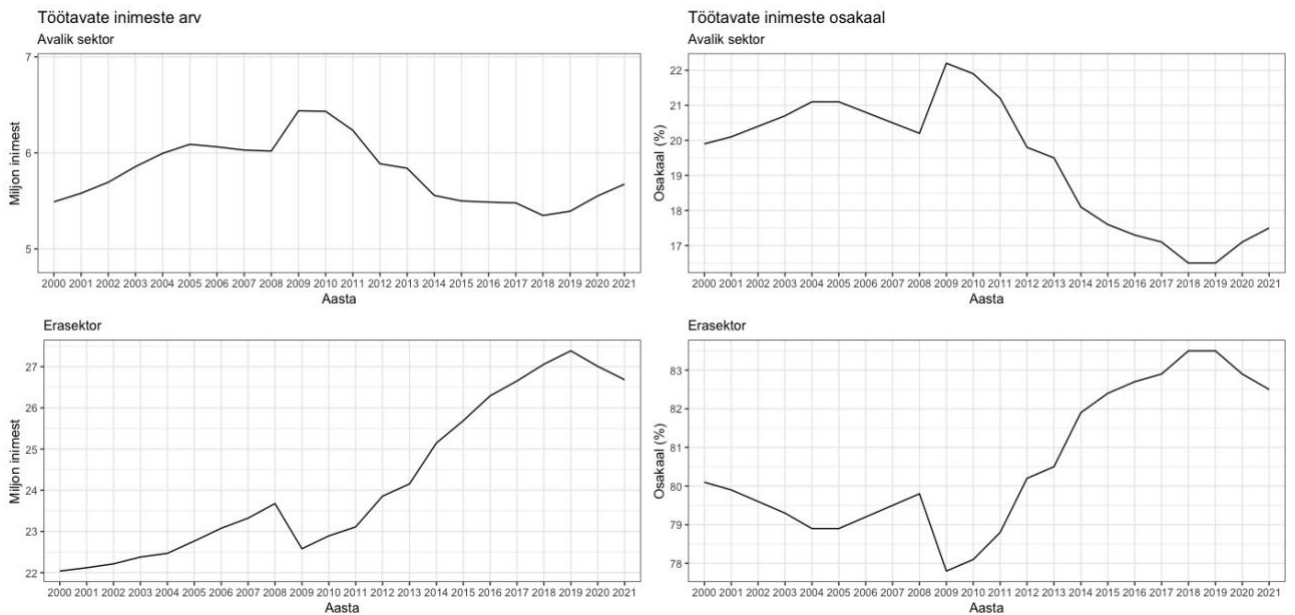 Töötavate inimeste arv
Avalik sektor
7
6
5
Miljon inimest
2000 2001 2002 2003 2004 2005 2006 2007 2008 2009 2010 2011 2012 2013 2014 2015 2016 2017 2018 2019 2020 2021
Aasta
Töötavate inimeste osakaal
Avalik sektor
22
21
20
19
18
17
Osakaal (%)
2000 2001 2002 2003 2004 2005 2006 2007 2008 2009 2010 2011 2012 2013 2014 2015 2016 2017 2018 2019 2020 2021
Aasta
Erasektor
27
26
25
24
23
22
Miljon inimest
2000 2001 2002 2003 2004 2005 2006 2007 2008 2009 2010 2011 2012 2013 2014 2015 2016 2017 2018 2019 2020 2021
Aasta
Erasektor
83
82
81
80
79
78
Osakaal (%)
2000 2001 2002 2003 2004 2005 2006 2007 2008 2009 2010 2011 2012 2013 2014 2015 2016 2017 2018 2019 2020 2021
Aasta